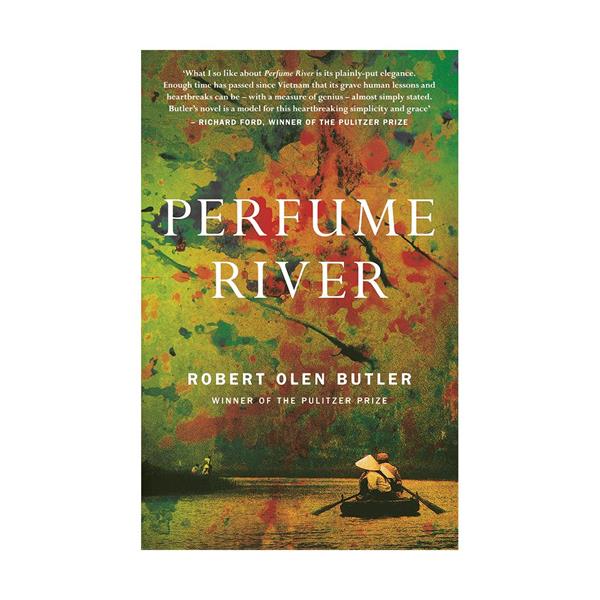 ‘What I so like about Perfume River is its plainly-put elegance.
Enough time has passed since Vietnam that its grave human lessons and
heartbreaks can be – with a measure of genius – almost simply stated.
Butler's novel is a model for this heartbreaking simplicity and grace’
– RICHARD FORD, WINNER OF THE PULITZER PRIZE
PERFUME
RIVER
ROBERT OLEN BUTLER
WINNER OF THE PULITZER PRIZE